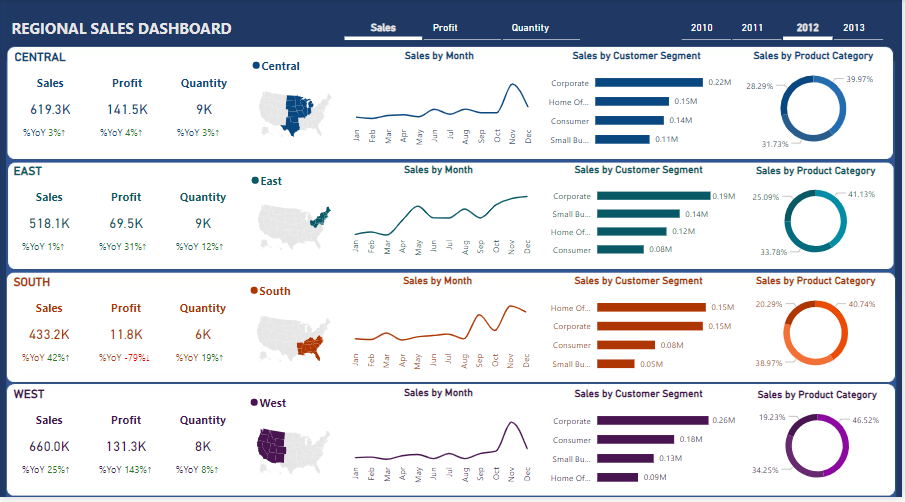 REGIONAL SALES DASHBOARD
Sales Profit Quantity
2010 2011 2012 2013
CENTRAL
Sales Profit Quantity
619.3K 141.5K 9K
%YoY 3%↑ %YoY 4%↑ %YoY 3%↑
Central
Sales by Month
Jan Feb Mar Apr May Jun Jul Aug Sep Oct Nov Dec
Sales by Customer Segment
Corporate 0.22M
Home Of... 0.15M
Consumer 0.14M
Small Bu... 0.11M
Sales by Product Category
28.29% 39.97%
31.73%
EAST
Sales Profit Quantity
518.1K 69.5K 9K
%YoY 1%↑ %YoY 31%↑ %YoY 12%↑
East
Sales by Month
Jan Feb Mar Apr May Jun Jul Aug Sep Oct Nov Dec
Sales by Customer Segment
Corporate 0.19M
Small Bu... 0.14M
Home Of... 0.12M
Consumer 0.08M
Sales by Product Category
25.09% 41.13%
33.78%
SOUTH
Sales Profit Quantity
433.2K 11.8K 6K
%YoY 42%↑ %YoY -79%↓ %YoY 19%↑
South
Sales by Month
Jan Feb Mar Apr May Jun Jul Aug Sep Oct Nov Dec
Sales by Customer Segment
Home Of... 0.15M
Corporate 0.15M
Consumer 0.08M
Small Bu... 0.05M
Sales by Product Category
20.29% 40.74%
38.97%
WEST
Sales Profit Quantity
660.0K 131.3K 8K
%YoY 25%↑ %YoY 143%↑ %YoY 8%↑
West
Sales by Month
Jan Feb Mar Apr May Jun Jul Aug Sep Oct Nov Dec
Sales by Customer Segment
Corporate 0.26M
Consumer 0.18M
Small Bu... 0.13M
Home Of... 0.09M
Sales by Product Category
19.23% 46.52%
34.25%